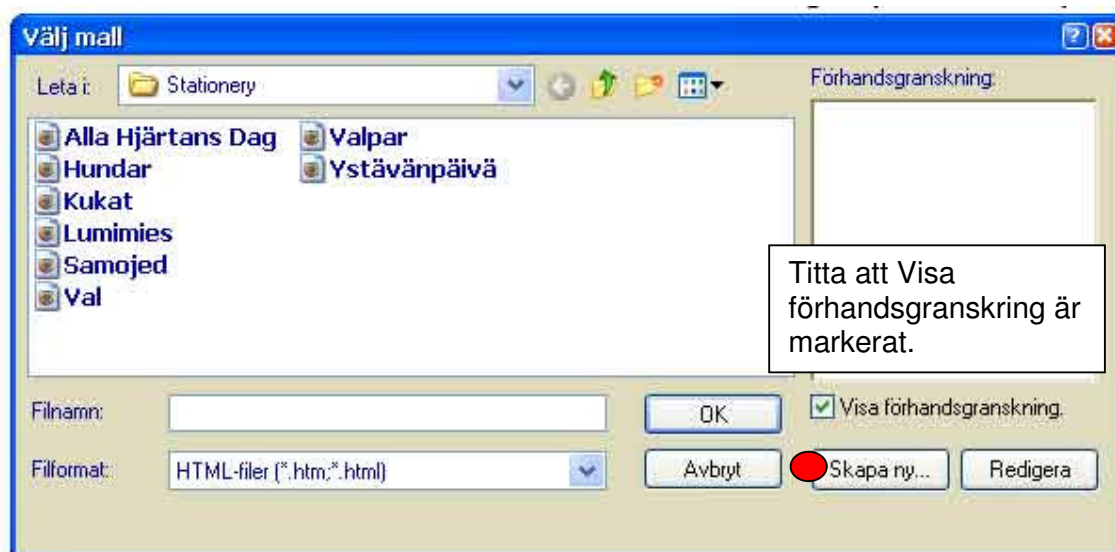 Välj mall
Leta i:
Stationery
Förhandsgranskning:
Alla Hjärtans Dag
Hundar
Kukat
Lumimies
Samojed
Val
Valpar
Ystävänpäivä
Titta att Visa
förhandsgranskring är
markerat.
Filnamn:
OK
Visa förhandsgranskning.
Filformat:
HTML-filer (*.htm;*.html)
Avbryt
Skapa ny...
Redigera